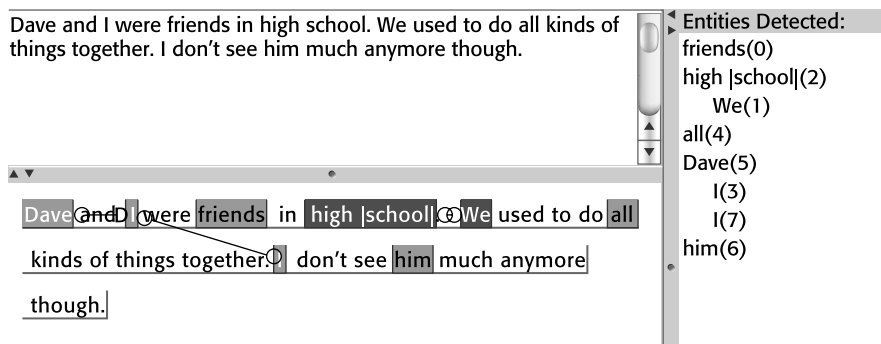 Dave and I were friends in high school. We used to do all kinds of
things together. I don't see him much anymore though.
Dave and I were friends in high |school|. We used to do all
kinds of things together. I don't see him much anymore
though.
Entities Detected:
friends(0)
high |school|(2)
We(1)
all(4)
Dave(5)
I(3)
I(7)
him(6)